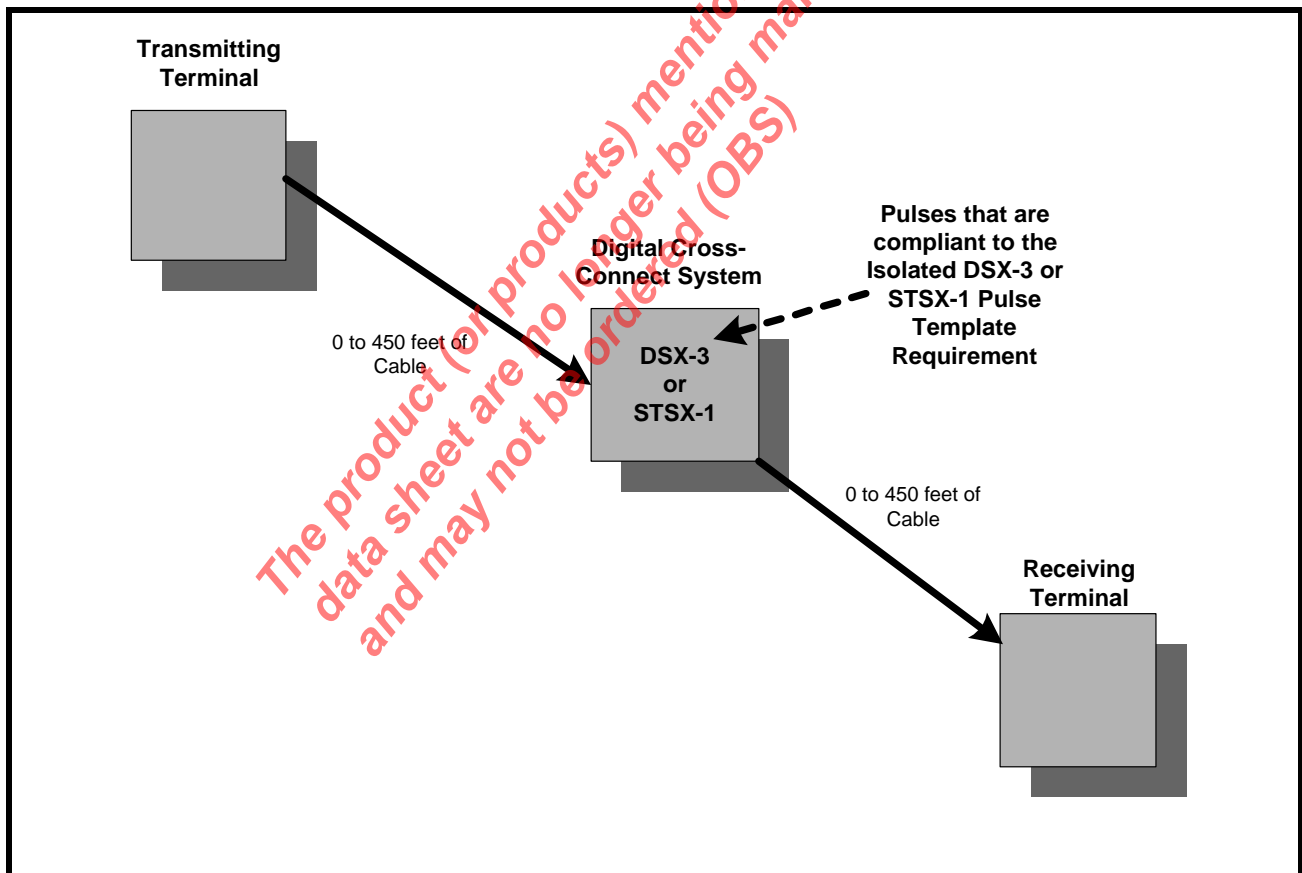 Transmitting
Terminal
Digital Cross-
Connect System
Pulses that are
compliant to the
Isolated DSX-3 or
STSX-1 Pulse
Template
Requirement
0 to 450 feet of
Cable
DSX-3
or
STSX-1
0 to 450 feet of
Cable
Receiving
Terminal
The product (or products)
data sheet are no longer being
and may not be ordered (OBS)